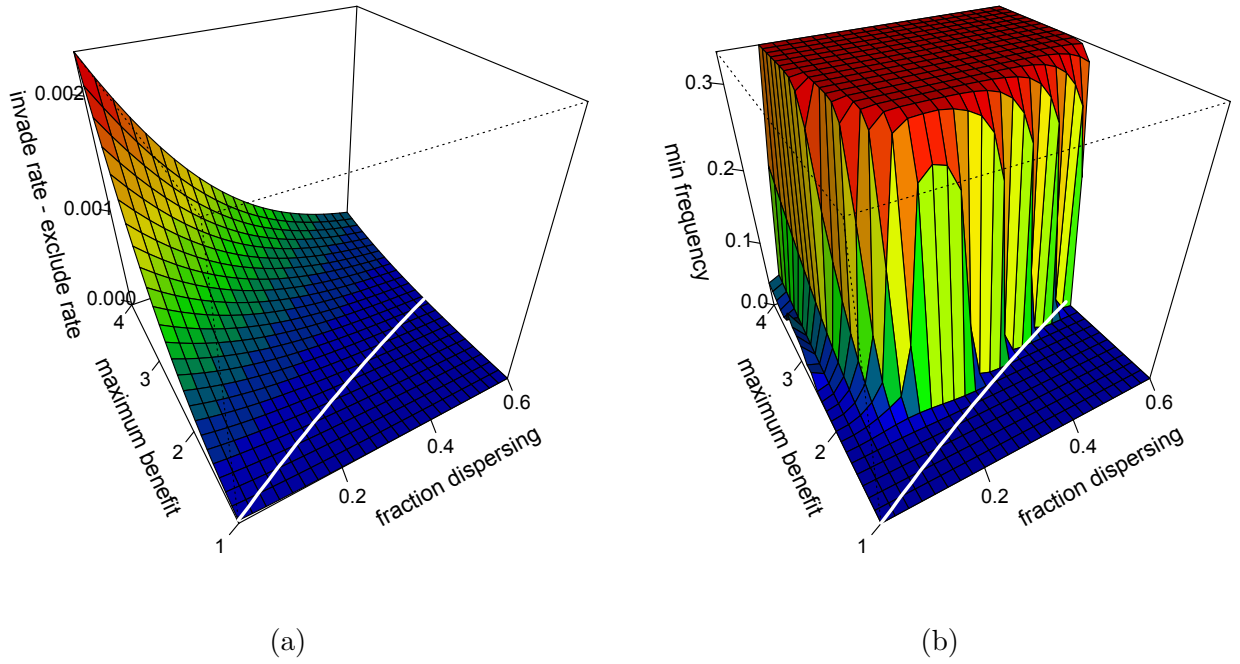 invade rate - exclude rate
0.002
0.001
0.000
4
3
2
1
maximum benefit
0.2
0.4
0.6
fraction dispersing
(a)
min frequency
0.3
0.2
0.1
0.0
4
3
2
1
maximum benefit
0.2
0.4
0.6
fraction dispersing
(b)